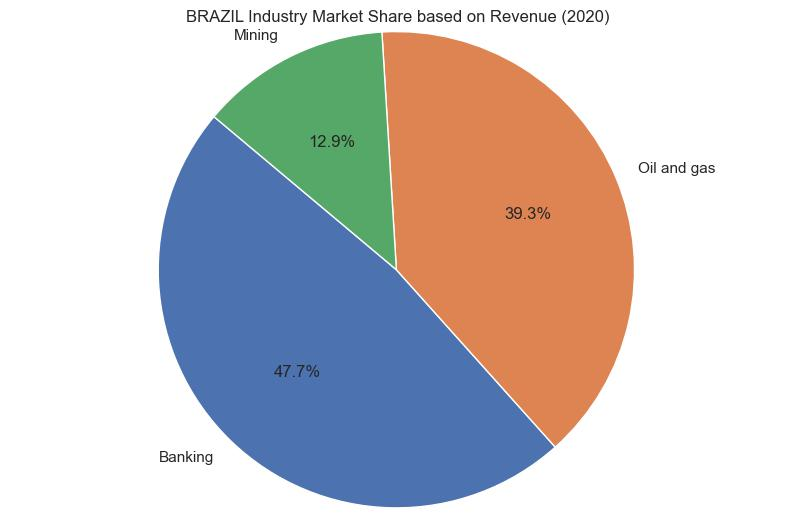 BRAZIL Industry Market Share based on Revenue (2020)
Mining
12.9%
Oil and gas
39.3%
47.7%
Banking